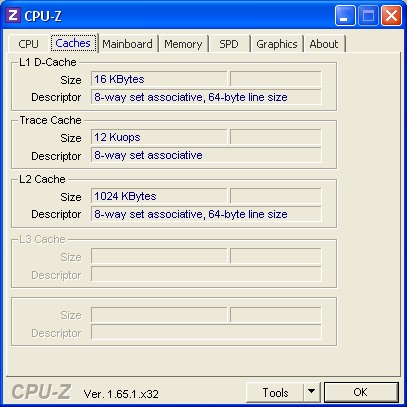 CPU-Z
CPU Caches Mainboard Memory SPD Graphics About
L1 D-Cache
Size 16 KBytes
Descriptor 8-way set associative, 64-byte line size
Trace Cache
Size 12 Kuops
Descriptor 8-way set associative
L2 Cache
Size 1024 KBytes
Descriptor 8-way set associative, 64-byte line size
L3 Cache
Size
Descriptor
Size
Descriptor
CPU-Z Ver. 1.65.1.x32 Tools OK